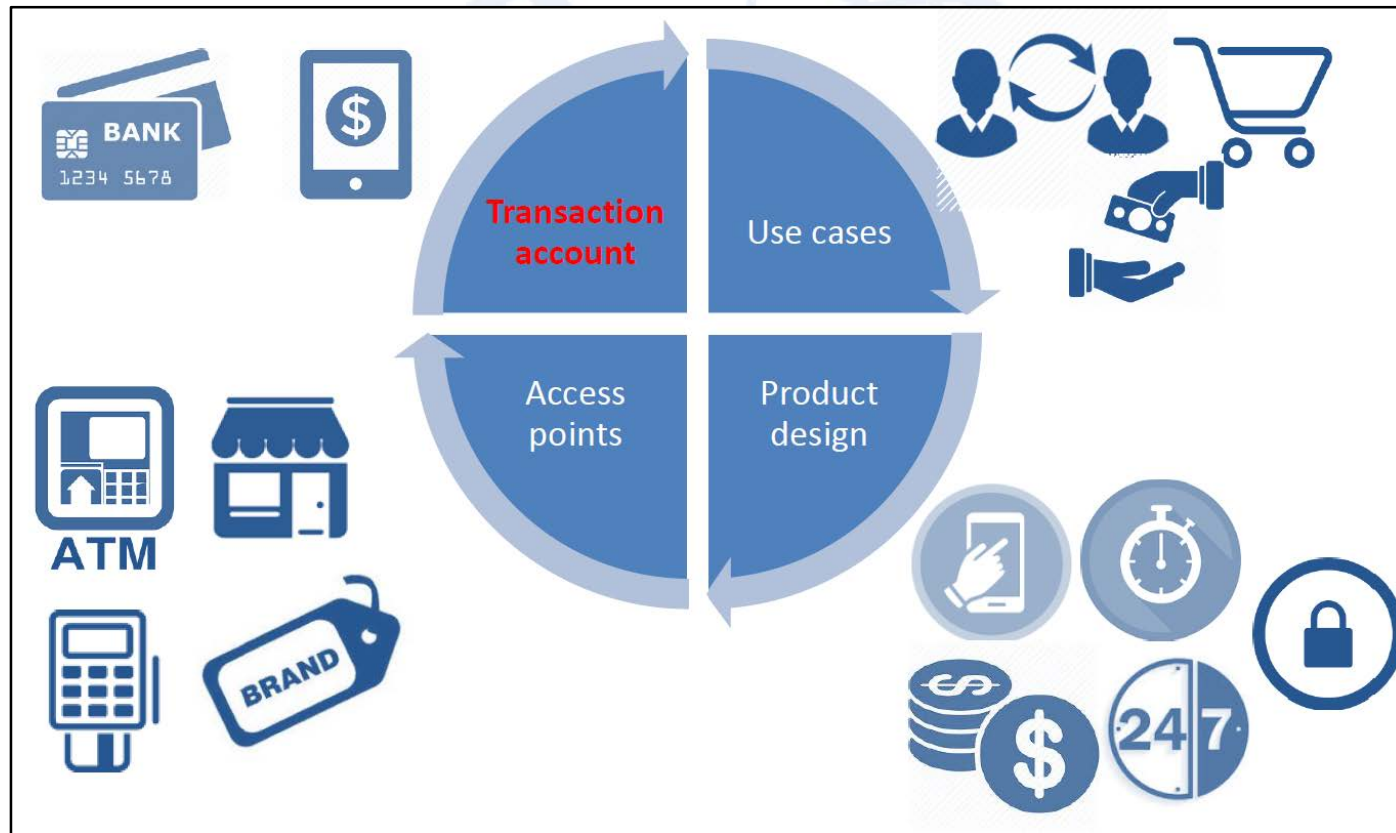 BANK
1234 5678
$
Transaction
account
Use cases
Access
points
Product
design
ATM
BRAND
$
$
24 7